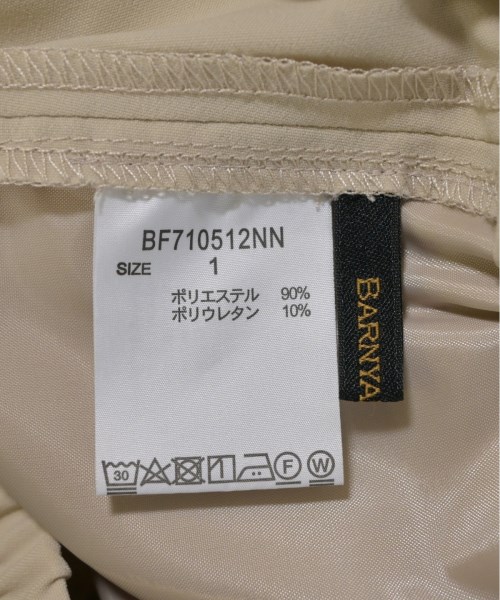 BF710512NN
SIZE 1
ポリエステル 90%
ポリウレタン 10%
30 F W
BARNYA